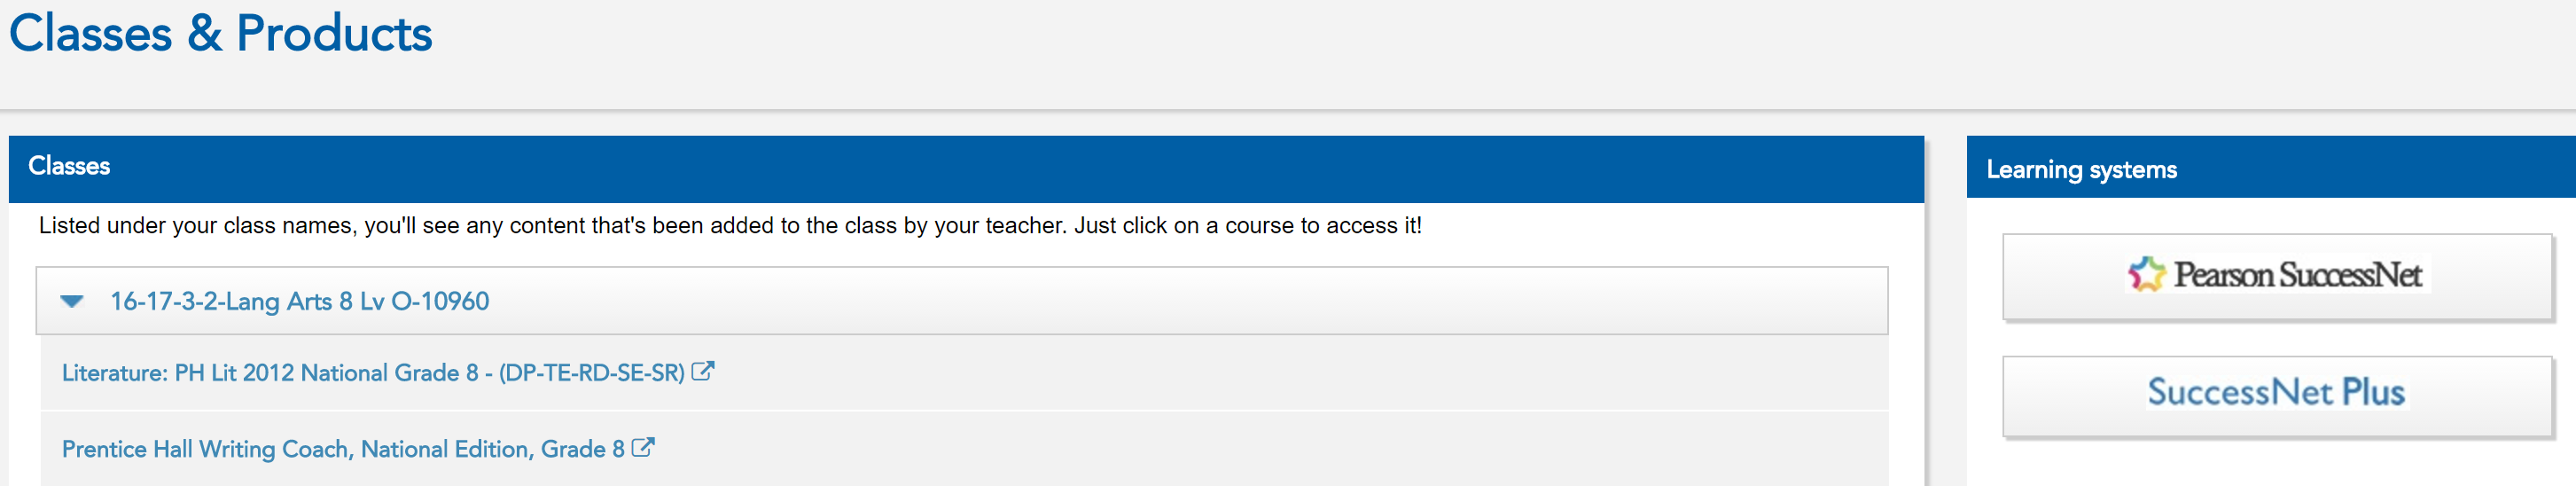 Classes & Products
Classes
Listed under your class names, you'll see any content that's been added to the class by your teacher. Just click on a course to access it!
16-17-3-2-Lang Arts 8 Lv O-10960
Literature: PH Lit 2012 National Grade 8 - (DP-TE-RD-SE-SR)
Prentice Hall Writing Coach, National Edition, Grade 8
Learning systems
Pearson SuccessNet
SuccessNet Plus